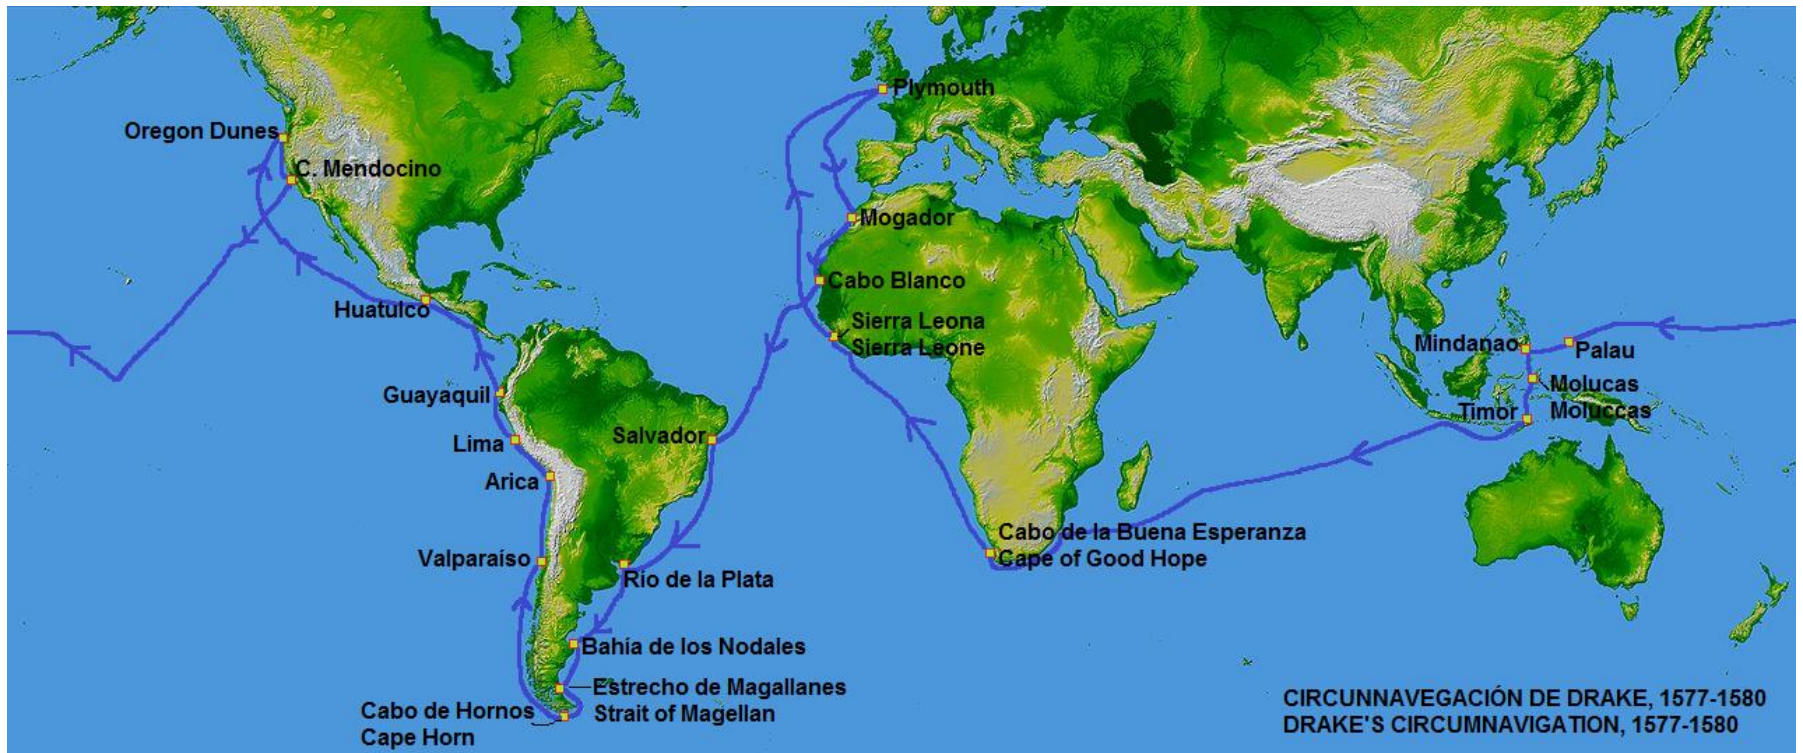 Plymouth
Oregon Dunes
C. Mendocino
Mogador
Cabo Blanco
Huatulco
Sierra Leona
Sierra Leone
Mindanao
Palau
Molucas
Moluccas
Timor
Guayaquil
Lima
Salvador
Arica
Cabo de la Buena Esperanza
Cape of Good Hope
Valparaíso
Río de la Plata
Bahía de los Nodales
Estrecho de Magallanes
Strait of Magellan
Cabo de Hornos
Cape Horn
CIRCUNNAVEGACIÓN DE DRAKE, 1577-1580
DRAKE'S CIRCUMNAVIGATION, 1577-1580